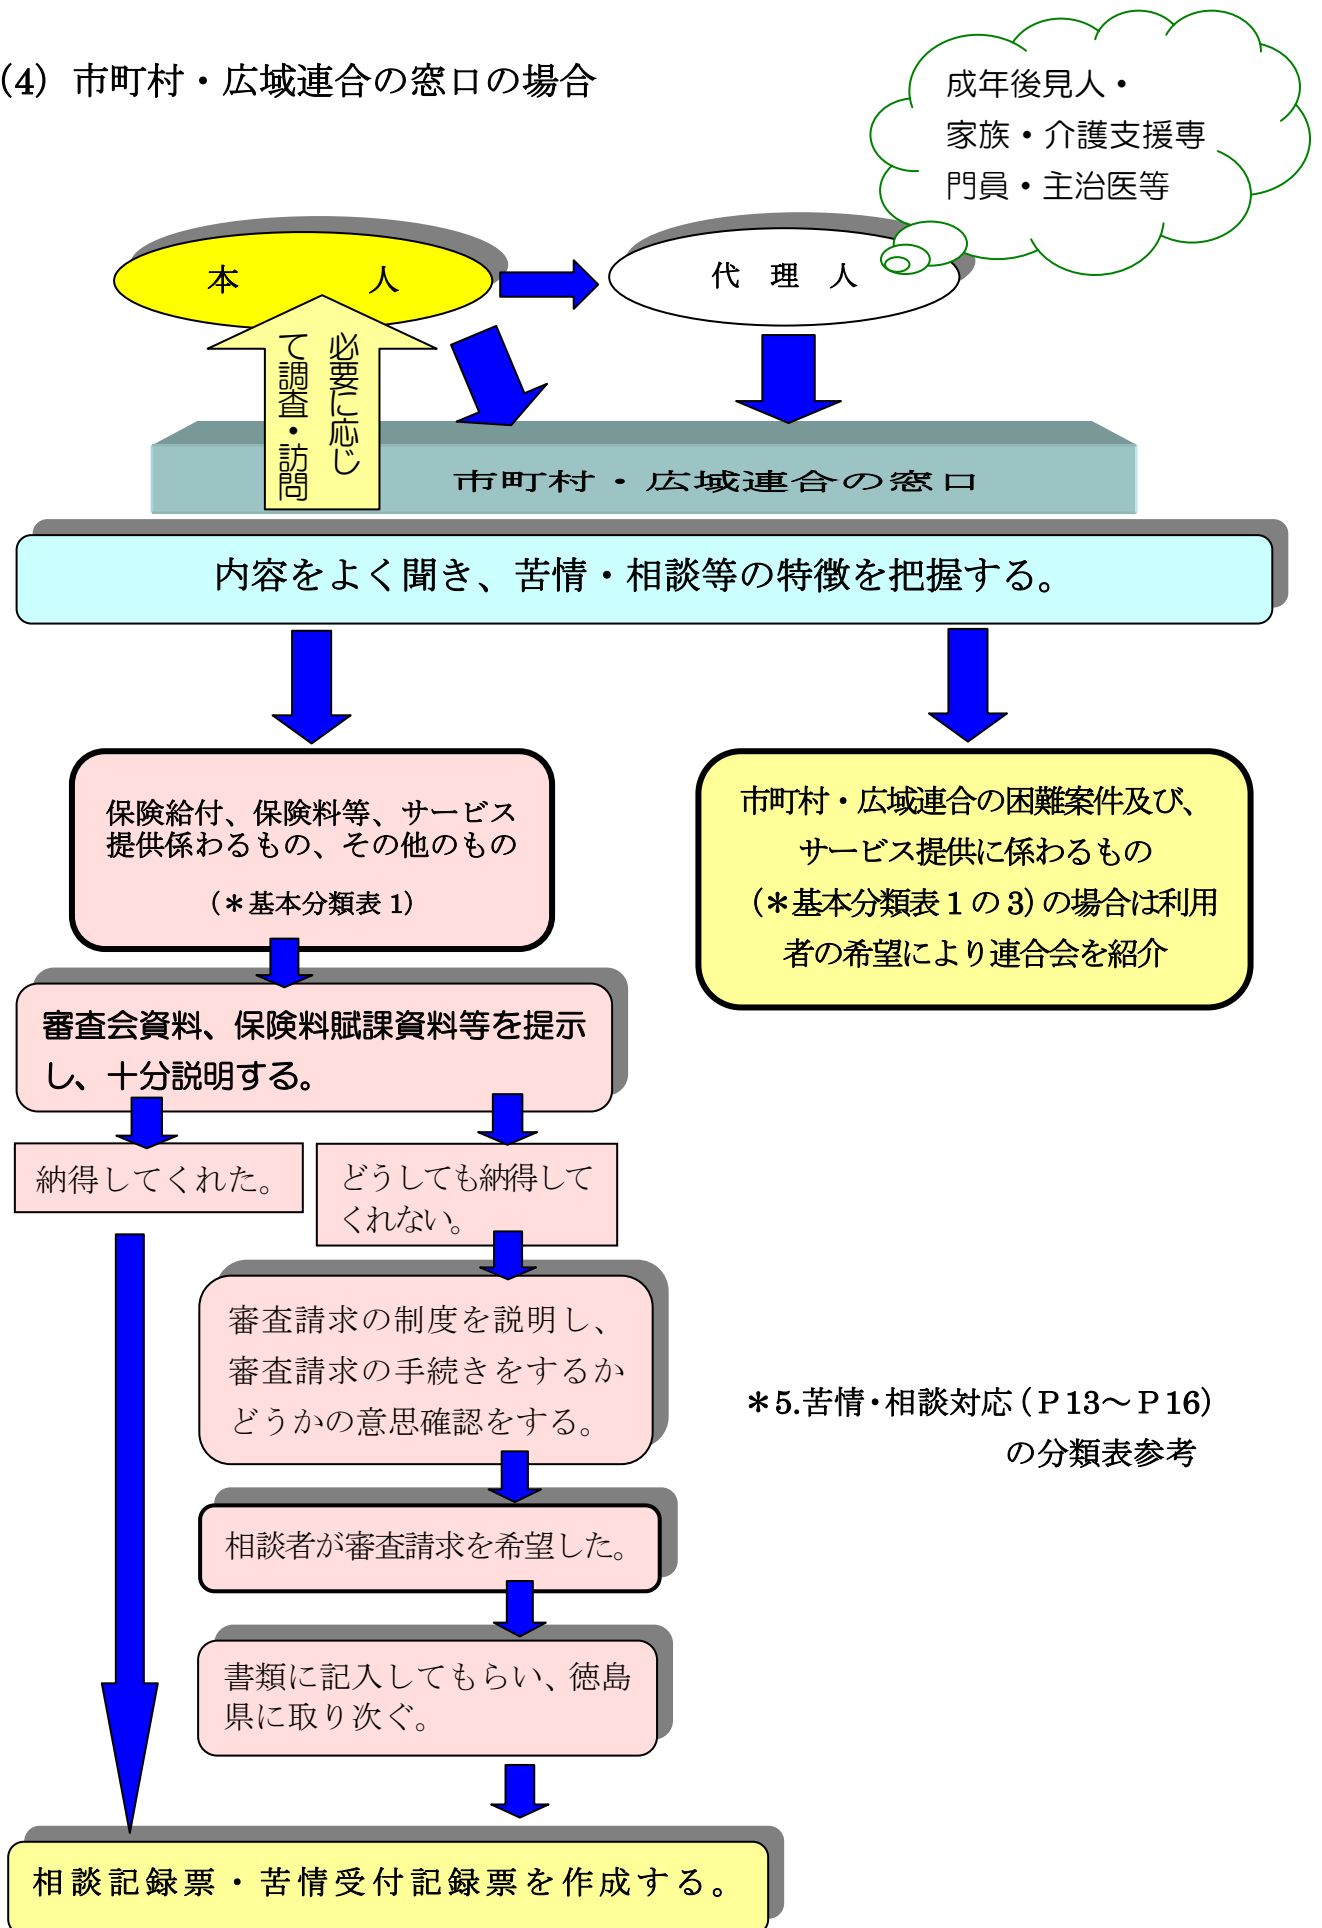 (4) 市町村・広域連合の窓口の場合
成年後見人・
家族・介護支援専
門員・主治医等
本　人
代　理　人
必要に応じ
て調査・訪問
市町村・広域連合の窓口
内容をよく聞き、苦情・相談等の特徴を把握する。
保険給付、保険料等、サービス
提供係わるもの、その他のもの
(＊基本分類表 1)
市町村・広域連合の困難案件及び、
サービス提供に係わるもの
(＊基本分類表 1 の 3) の場合は利用
者の希望により連合会を紹介
審査会資料、保険料賦課資料等を提示
し、十分説明する。
納得してくれた。
どうしても納得して
くれない。
審査請求の制度を説明し、
審査請求の手続きをするか
どうかの意思確認をする。
＊5.苦情・相談対応 (Ｐ13～Ｐ16)
の分類表参考
相談者が審査請求を希望した。
書類に記入してもらい、徳島
県に取り次ぐ。
相談記録票・苦情受付記録票を作成する。